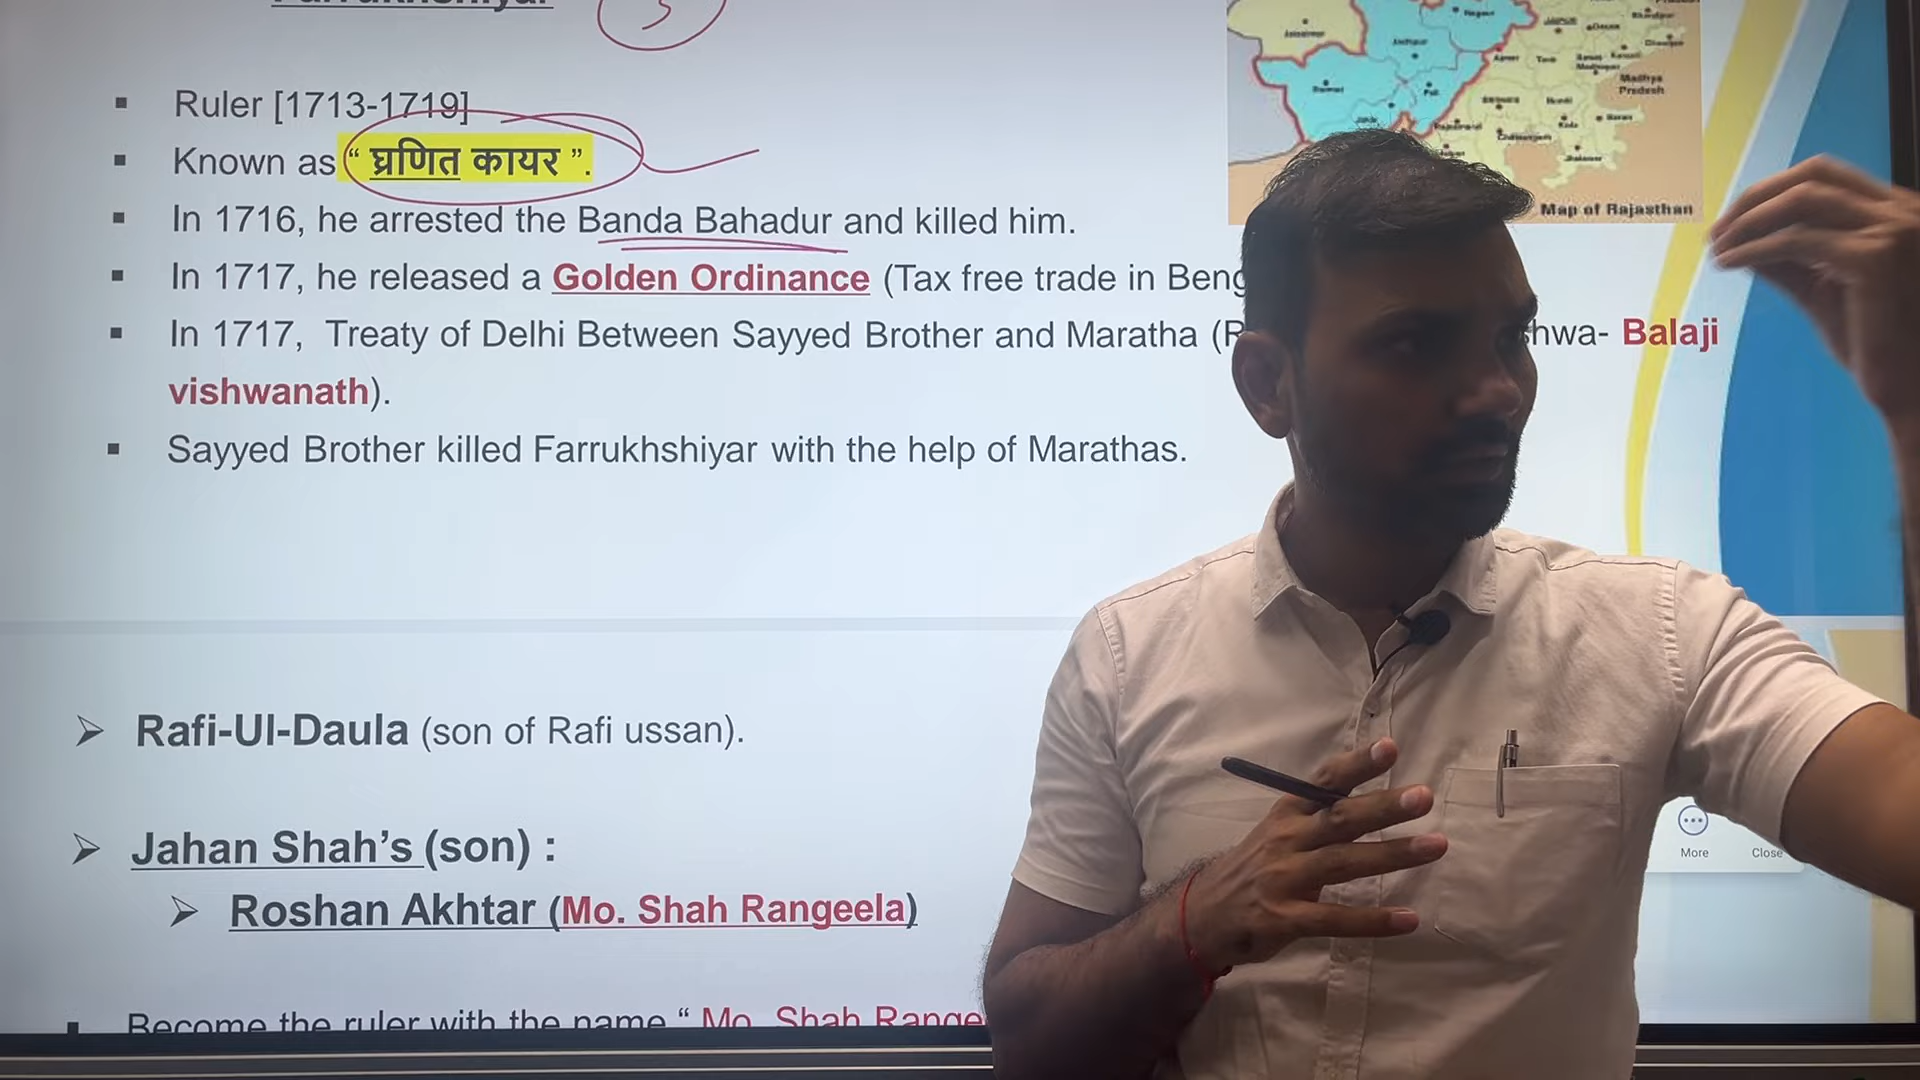 Farrukhshiyar
3
Ruler [1713-1719]
Known as “ घ्रणित कायर ”.
In 1716, he arrested the Banda Bahadur and killed him.
In 1717, he released a Golden Ordinance (Tax free trade in Beng
In 1717, Treaty of Delhi Between Sayyed Brother and Maratha ( hwa- Balaji
vishwanath).
Sayyed Brother killed Farrukhshiyar with the help of Marathas.
Madhya
Pradesh
Map of Rajasthan
Rafi-Ul-Daula (son of Rafi ussan).
Jahan Shah’s (son) :
Roshan Akhtar (Mo. Shah Rangeela)
More Close
Become the ruler with the name “ Mo. Shah Range